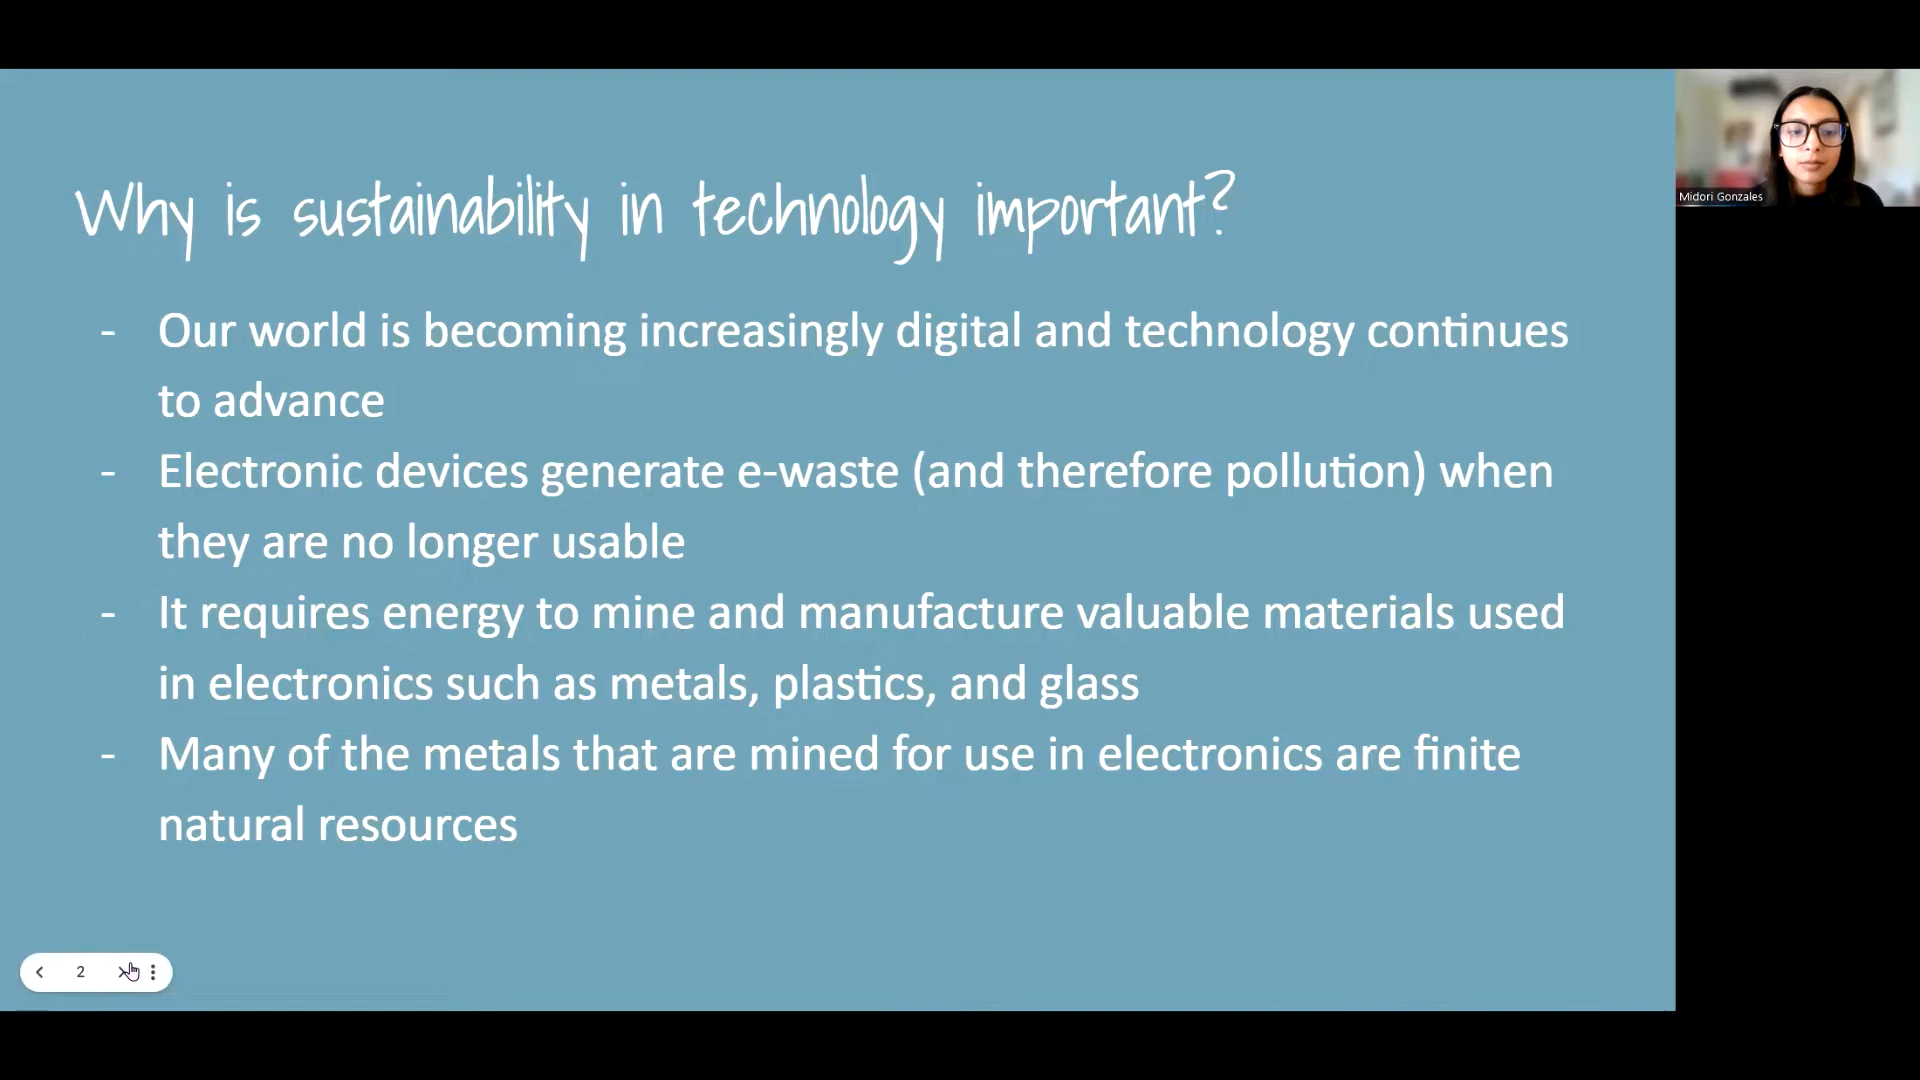 Why is sustainability in technology important?
- Our world is becoming increasingly digital and technology continues
to advance
- Electronic devices generate e-waste (and therefore pollution) when
they are no longer usable
- It requires energy to mine and manufacture valuable materials used
in electronics such as metals, plastics, and glass
- Many of the metals that are mined for use in electronics are finite
natural resources
Midori Gonzales
2